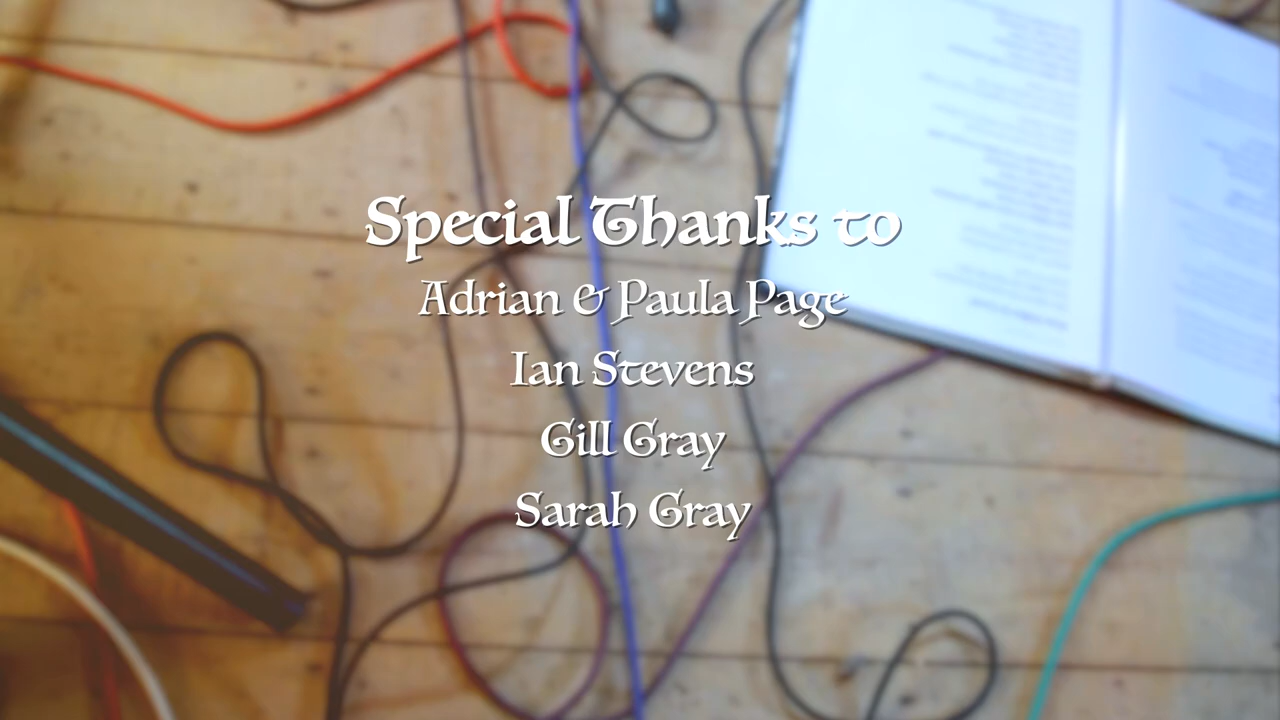 Special Thanks to
Adrian & Paula Page
Ian Stevens
Gill Gray
Sarah Gray